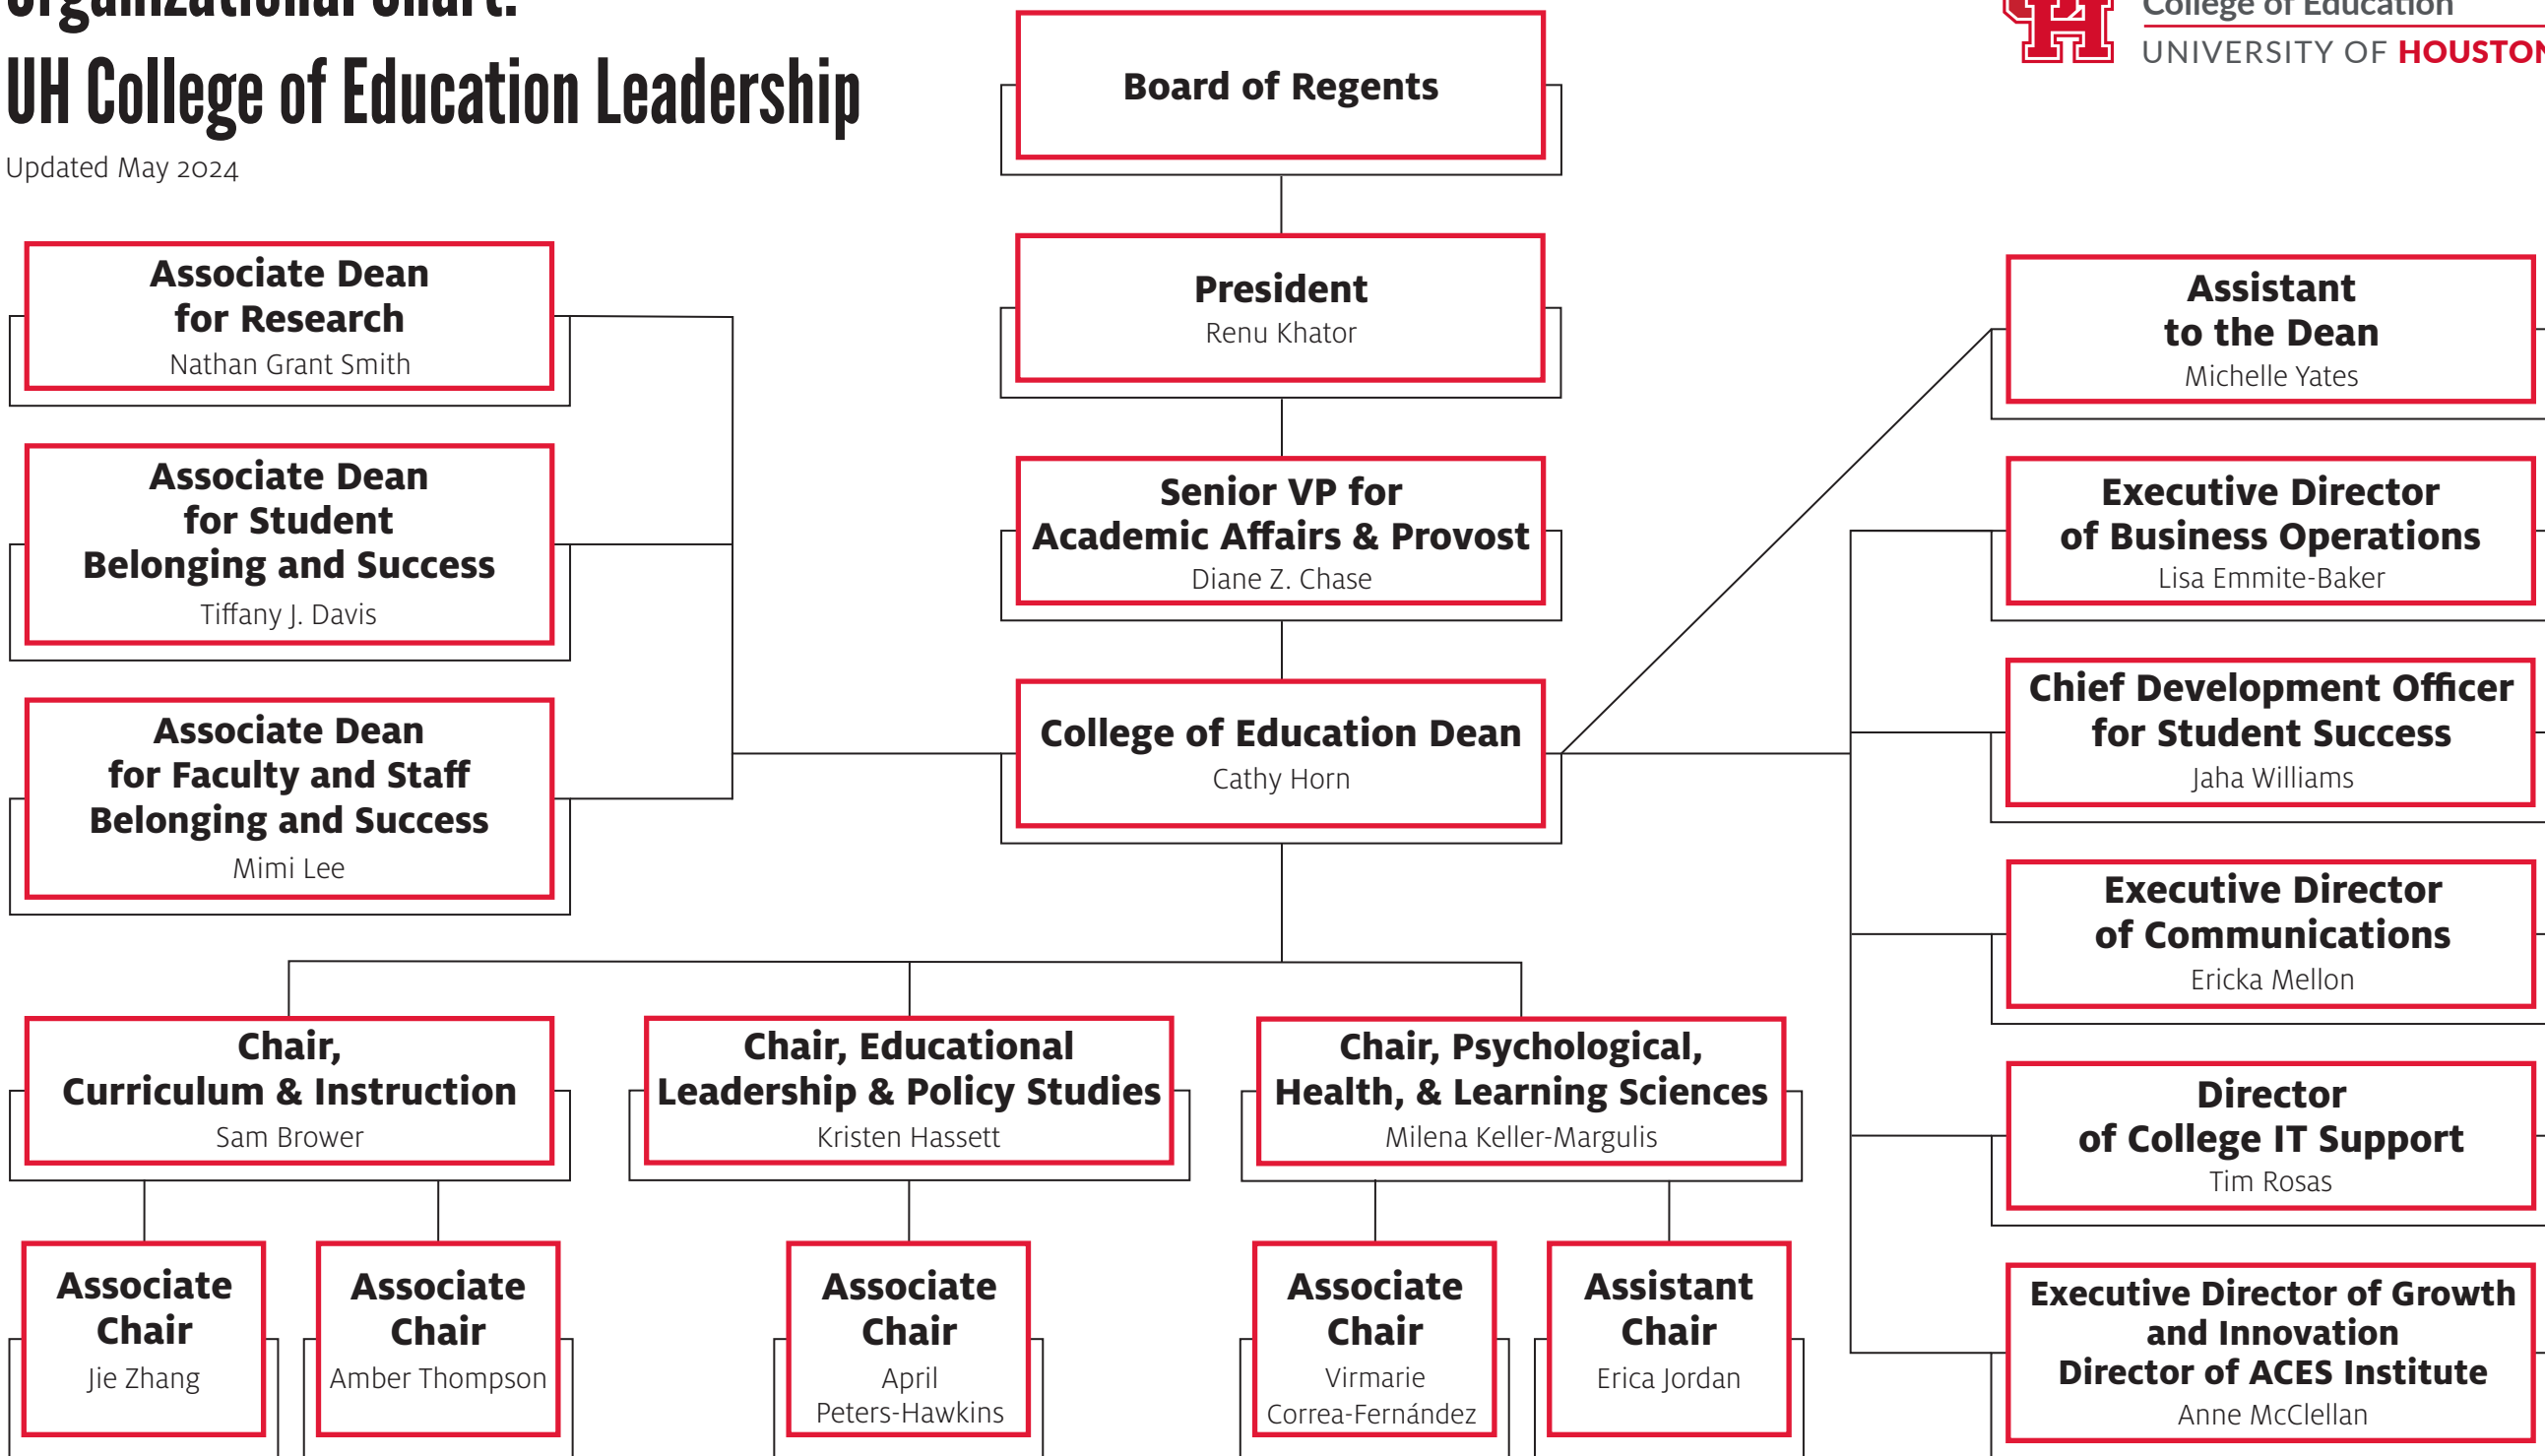 Organizational Chart:
UH College of Education Leadership
Updated May 2024
College of Education
UNIVERSITY OF HOUSTON
Board of Regents
President
Renu Khator
Senior VP for
Academic Affairs & Provost
Diane Z. Chase
College of Education Dean
Cathy Horn
Associate Dean
for Research
Nathan Grant Smith
Associate Dean
for Student
Belonging and Success
Tiffany J. Davis
Associate Dean
for Faculty and Staff
Belonging and Success
Mimi Lee
Assistant
to the Dean
Michelle Yates
Executive Director
of Business Operations
Lisa Emmite-Baker
Chief Development Officer
for Student Success
Jaha Williams
Executive Director
of Communications
Ericka Mellon
Director
of College IT Support
Tim Rosas
Executive Director of Growth
and Innovation
Director of ACES Institute
Anne McClellan
Chair,
Curriculum & Instruction
Sam Brower
Chair, Educational
Leadership & Policy Studies
Kristen Hassett
Chair, Psychological,
Health, & Learning Sciences
Milena Keller-Margulis
Associate
Chair
Jie Zhang
Associate
Chair
Amber Thompson
Associate
Chair
April
Peters-Hawkins
Associate
Chair
Virmarie
Correa-Fernández
Assistant
Chair
Erica Jordan